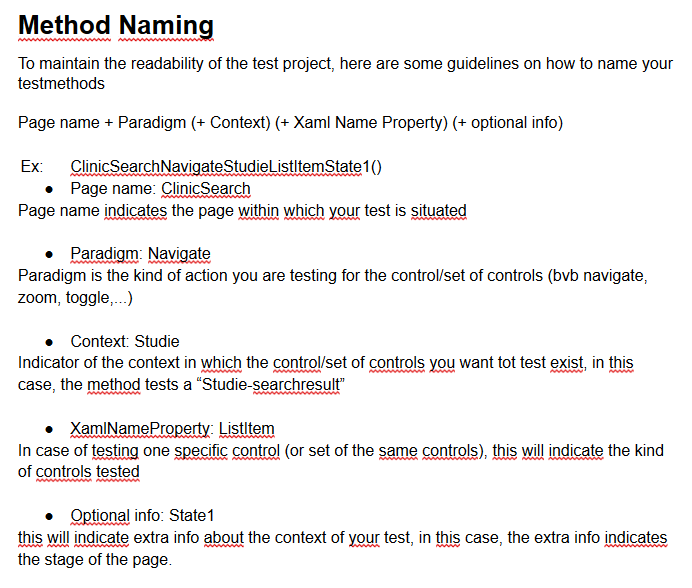 Method Naming
To maintain the readability of the test project, here are some guidelines on how to name your
testmethods
Page name + Paradigm (+ Context) (+ Xaml Name Property) (+ optional info)
Ex: ClinicSearchNavigateStudieListItemState1()
● Page name: ClinicSearch
Page name indicates the page within which your test is situated
● Paradigm: Navigate
Paradigm is the kind of action you are testing for the control/set of controls (bvb navigate,
zoom, toggle,...)
● Context: Studie
Indicator of the context in which the control/set of controls you want tot test exist, in this
case, the method tests a “Studie-searchresult”
● XamlNameProperty: ListItem
In case of testing one specific control (or set of the same controls), this will indicate the kind
of controls tested
● Optional info: State1
this will indicate extra info about the context of your test, in this case, the extra info indicates
the stage of the page.